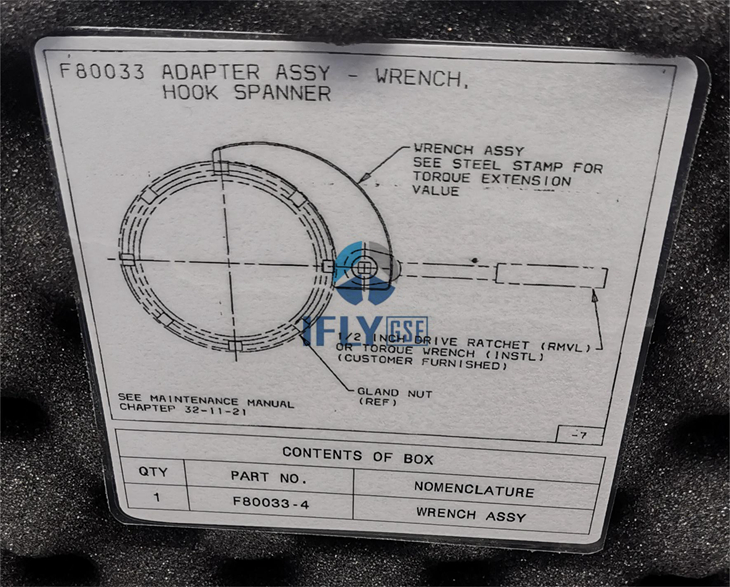 F80033 ADAPTER ASSY - WRENCH,
HOOK SPANNER
WRENCH ASSY
SEE STEEL STAMP FOR
TORQUE EXTENSION
VALUE
IFLY GSE
1/2 INCH DRIVE RATCHET (RMVL)
OR TORQUE WRENCH (INSTL)
(CUSTOMER FURNISHED)
GLAND NUT
(REF)
SEE MAINTENANCE MANUAL
CHAPTEP 32-11-21
-7
CONTENTS OF BOX
QTY PART NO. NOMENCLATURE
1 F80033-4 WRENCH ASSY